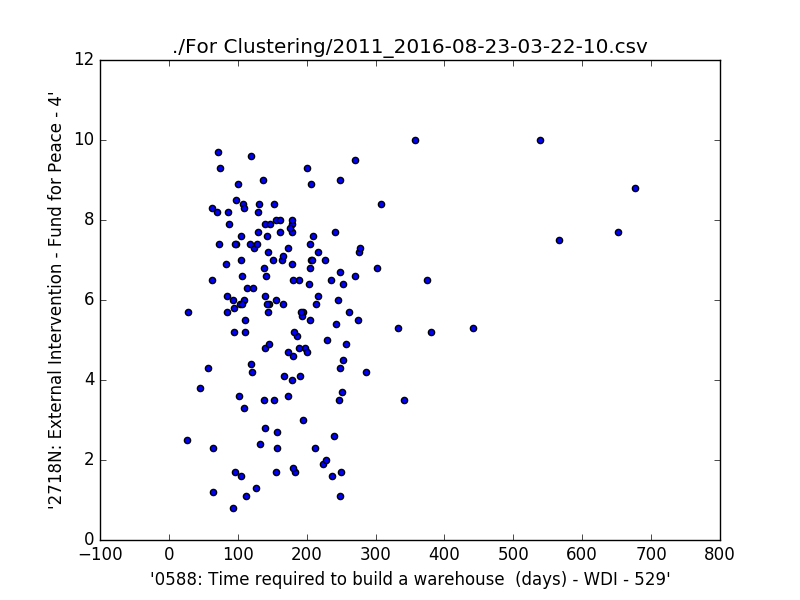 ./For Clustering/2011_2016-08-23-03-22-10.csv
12
10
8
6
4
2
0
'2718N: External Intervention - Fund for Peace - 4'
−100 0 100 200 300 400 500 600 700 800
'0588: Time required to build a warehouse  (days) - WDI - 529'